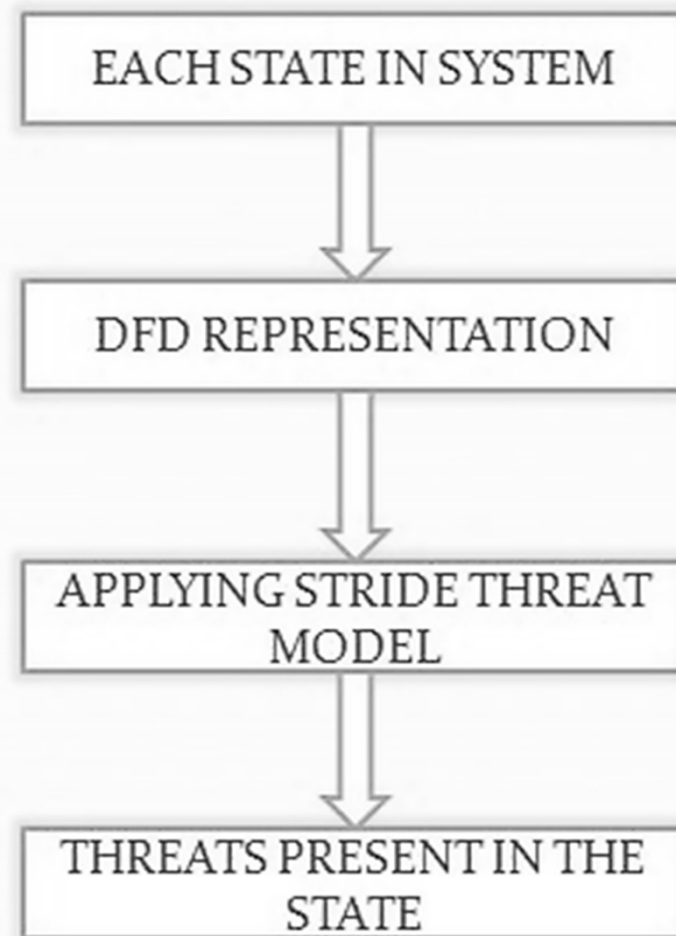 EACH STATE IN SYSTEM
DFD REPRESENTATION
APPLYING STRIDE THREAT
MODEL
THREATS PRESENT IN THE
STATE